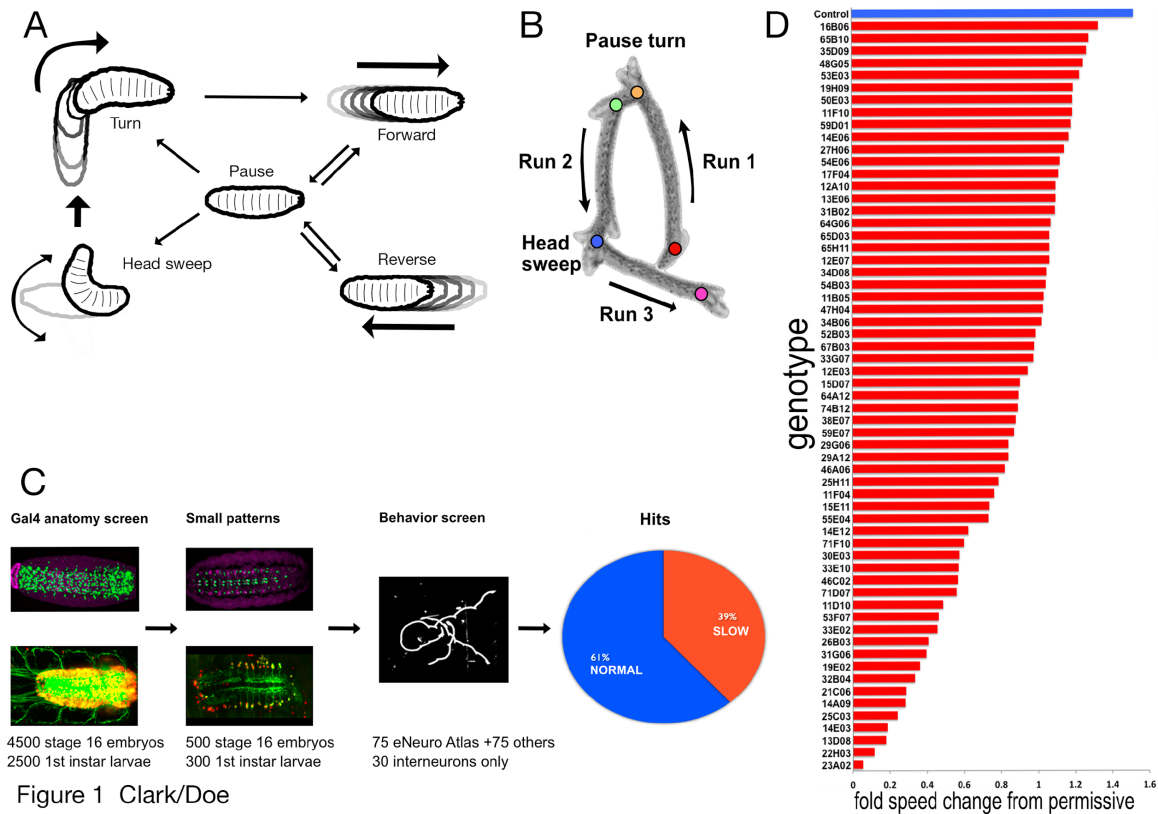 A
Turn
Forward
Pause
Head sweep
Reverse
B
Pause turn
Run 2
Run 1
Head
sweep
Run 3
C
Gal4 anatomy screen
Small patterns
Behavior screen
Hits
39%
SLOW
61%
NORMAL
4500 stage 16 embryos
2500 1st instar larvae
500 stage 16 embryos
300 1st instar larvae
75 eNeuro Atlas +75 others
30 interneurons only
Figure 1 Clark/Doe
D
genotype
Control
16B06
65B10
35D09
48G05
53E03
19H09
50E03
11F10
59D01
14E06
27H06
54E06
17F04
12A10
13E06
31B02
64G06
65D03
65H11
12E07
34D08
54B03
11B05
47H04
34B06
52B03
67B03
33G07
12E03
15D07
64A12
74B12
38E07
59E07
29G06
29A12
46A06
25H11
11F04
15E11
55E04
14E12
71F10
30E03
33E10
46C02
71D07
11D10
53F07
33E02
26B03
31G06
19E02
32B04
21C06
14A09
25C03
14E03
13D08
22H03
23A02
0 0.2 0.4 0.6 0.8 1 1.2 1.4 1.6
fold speed change from permissive